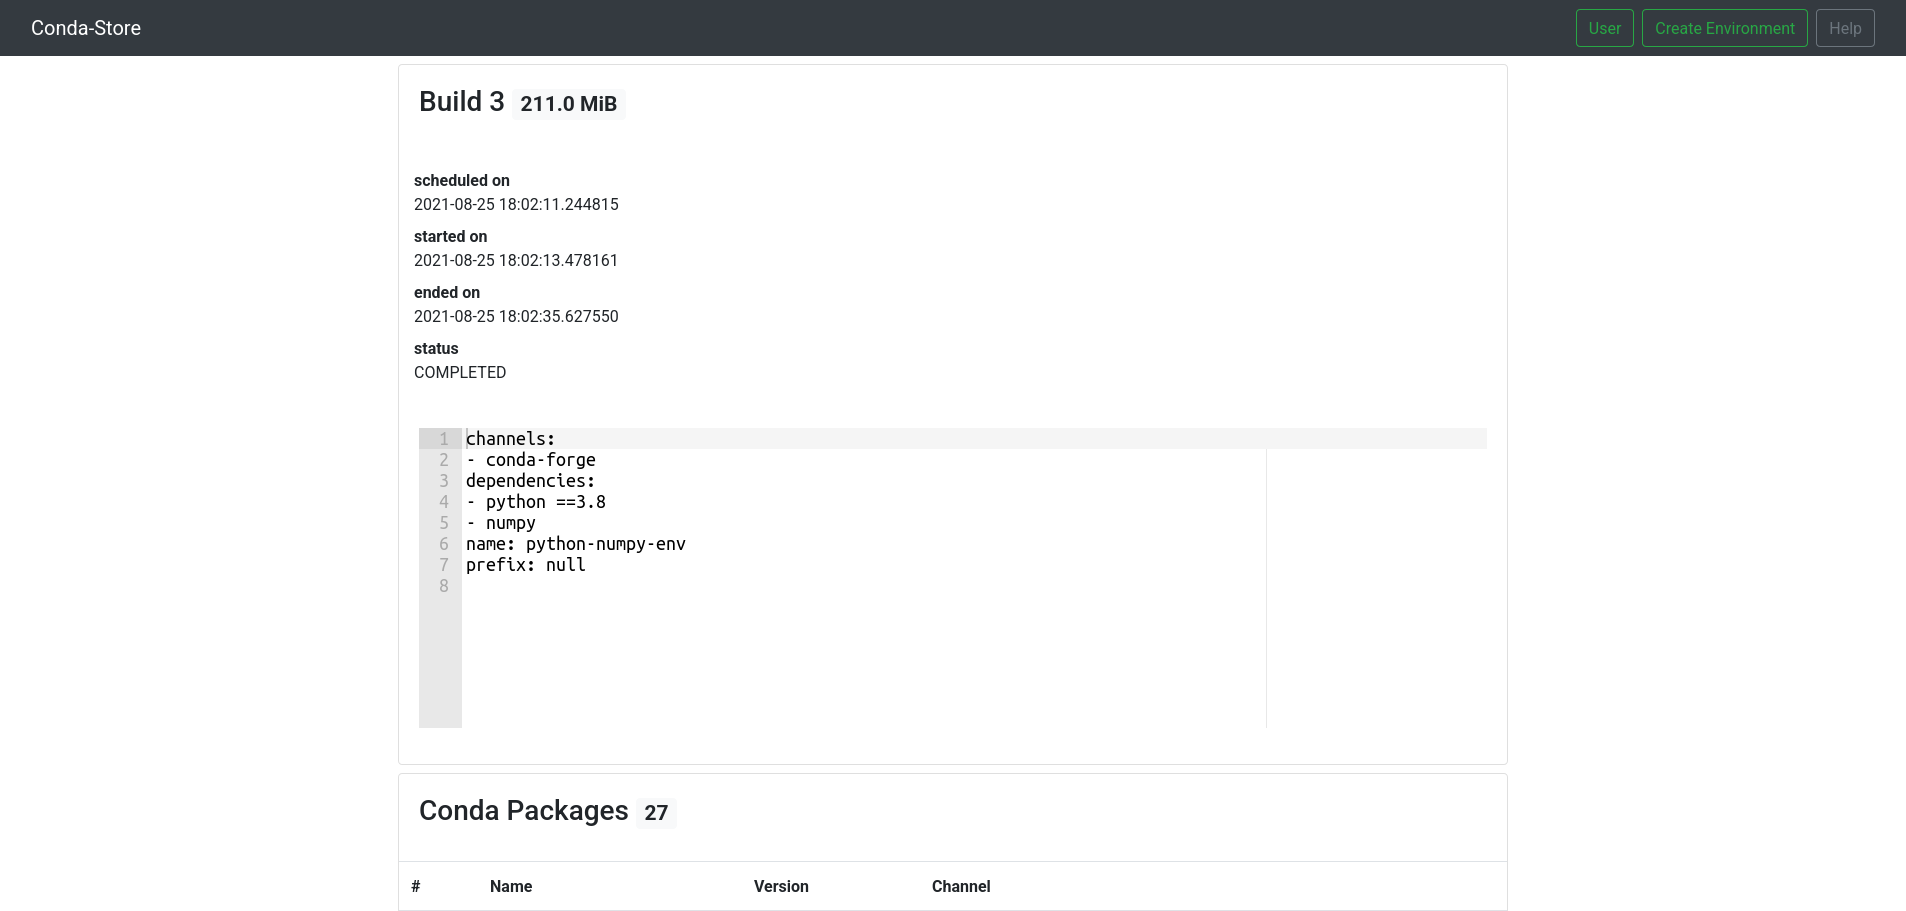 Conda-Store
User
Create Environment
Help
Build 3 211.0 MiB
scheduled on
2021-08-25 18:02:11.244815
started on
2021-08-25 18:02:13.478161
ended on
2021-08-25 18:02:35.627550
status
COMPLETED
1 channels:
2 - conda-forge
3 dependencies:
4 - python ==3.8
5 - numpy
6 name: python-numpy-env
7 prefix: null
8
Conda Packages 27
# Name Version Channel